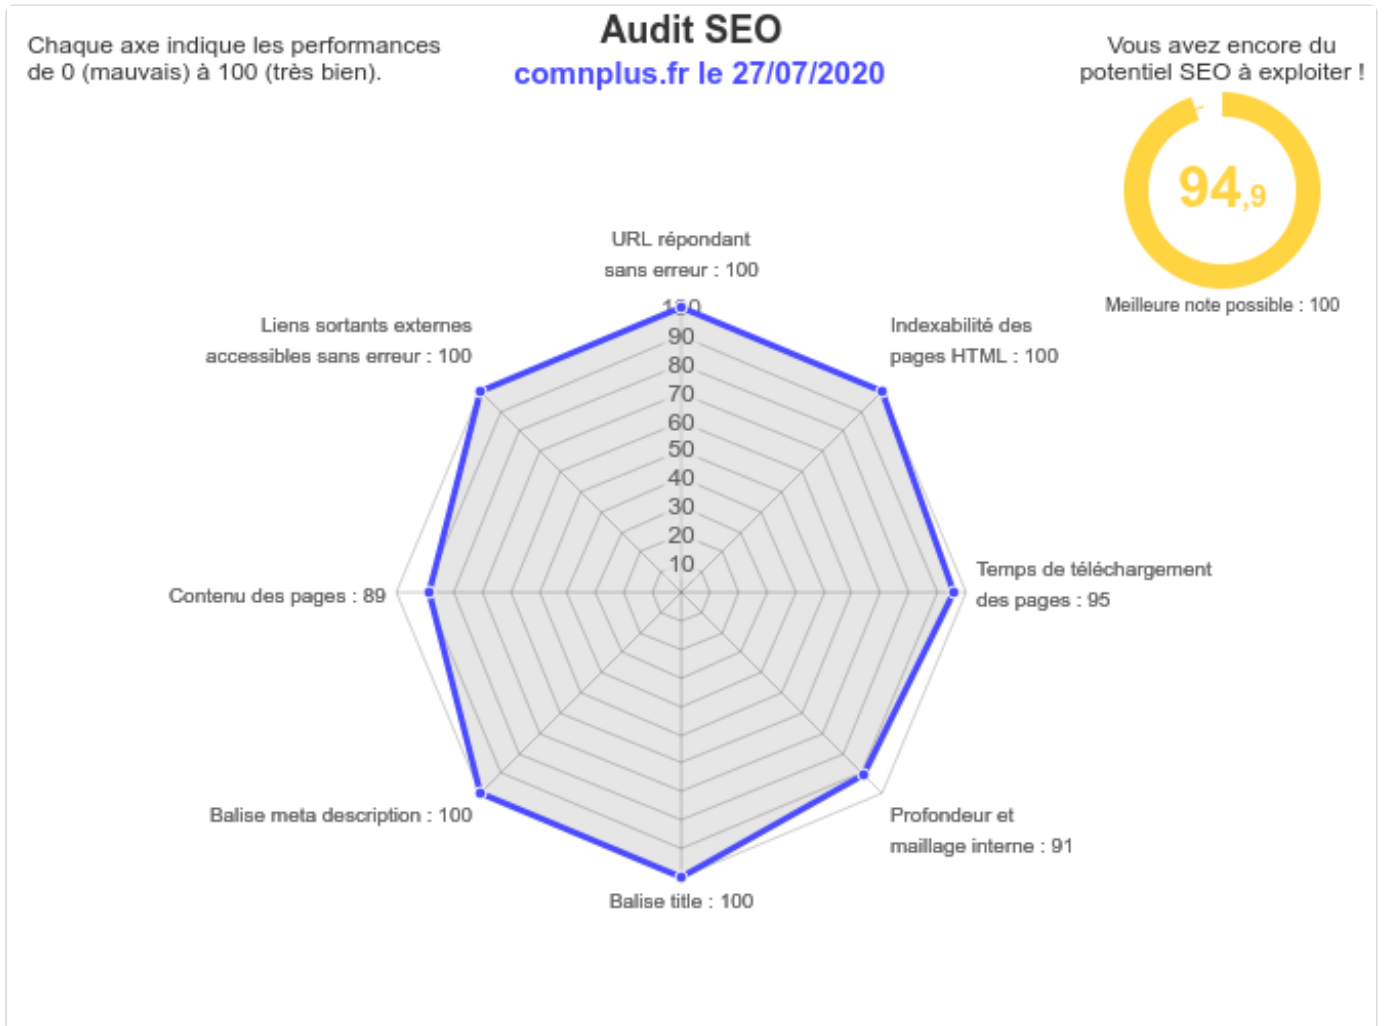 Audit SEO
comnplus.fr le 27/07/2020
Chaque axe indique les performances
de 0 (mauvais) à 100 (très bien).
Vous avez encore du
potentiel SEO à exploiter !
94,9
Meilleure note possible : 100
URL répondant
sans erreur : 100
Liens sortants externes
accessibles sans erreur : 100
Indexabilité des
pages HTML : 100
100
90
80
70
60
50
40
30
20
10
Temps de téléchargement
des pages : 95
Contenu des pages : 89
Balise meta description : 100
Profondeur et
maillage interne : 91
Balise title : 100